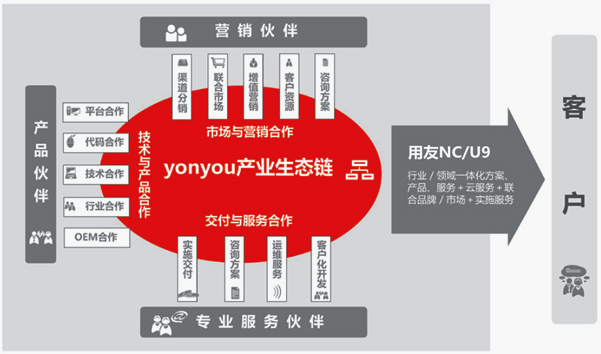 营销伙伴
渠道分销
联合市场
增值营销
客户资源
咨询方案
产品伙伴
平台合作
代码合作
技术合作
行业合作
OEM合作
技术与产品合作
市场与营销合作
yonyou产业生态链
交付与服务合作
实施交付
咨询方案
运维服务
客户化开发
专业服务伙伴
用友NC/U9
行业 / 领域一体化方案、
产品、服务 + 云服务 + 联
合品牌 / 市场 + 实施服务
客户